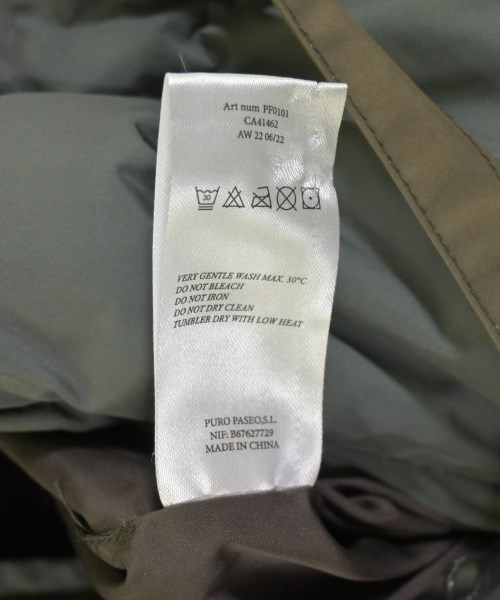 Art num PF0101
CA41462
AW 22 06/22
30
VERY GENTLE WASH MAX. 30°C
DO NOT BLEACH
DO NOT IRON
DO NOT DRY CLEAN
TUMBLER DRY WITH LOW HEAT
PURO PASEO,S.L.
NIF: B67627729
MADE IN CHINA